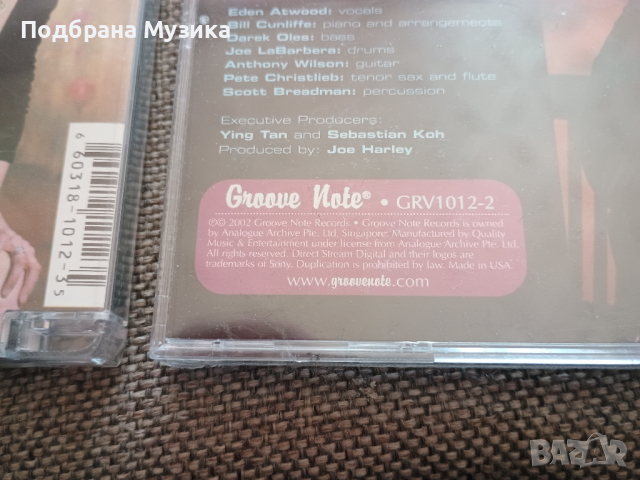 Подбрана Музика
Eden Atwood: vocals
Bill Cunliffe: piano and arrangements
Darek Oles: bass
Joe LaBarbera: drums
Anthony Wilson: guitar
Pete Christlieb: tenor sax and flute
Scott Breadman: percussion
Executive Producers:
Ying Tan and Sebastian Koh
Produced by: Joe Harley
Groove Note® • GRV1012-2
℗© 2002 Groove Note Records. • Groove Note Records is owned
by Analogue Archive Pte. Ltd. Singapore. Manufactured by Quality
Music & Entertainment under license from Analogue Archive Pte. Ltd.
All rights reserved. Direct Stream Digital and their logos are
trademarks of Sony. Duplication is prohibited by law. Made in USA.
www.groovenote.com
6 60318-1012-3 5
BAZAR